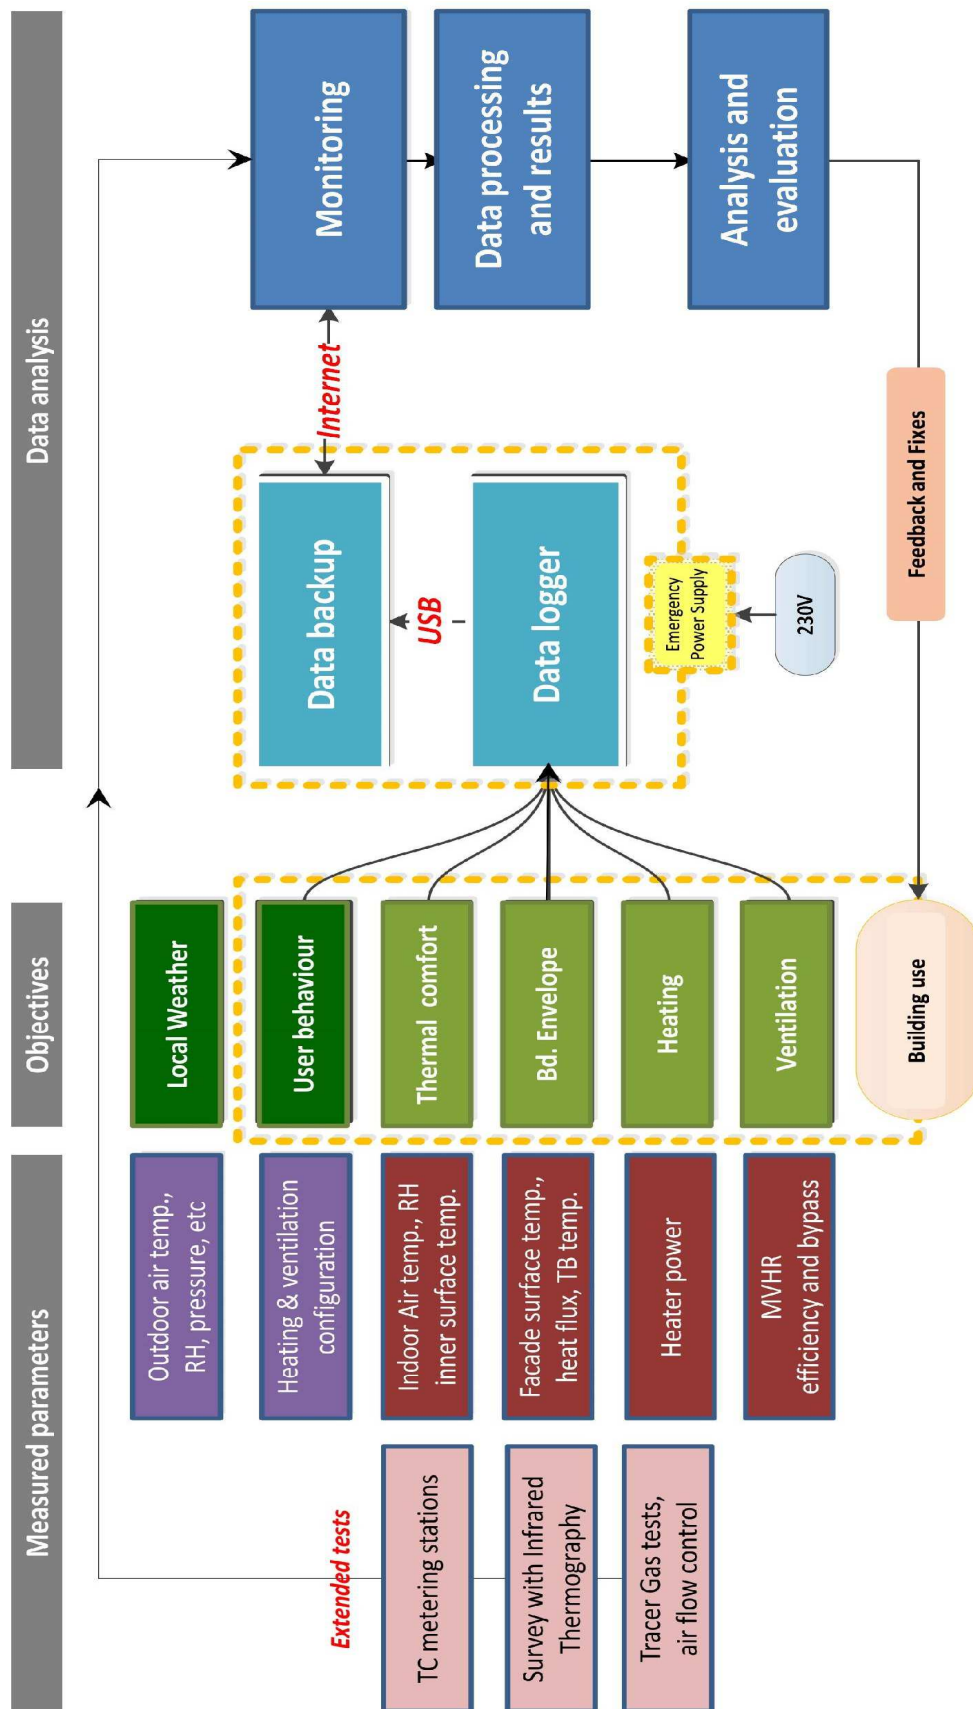 Measured parameters
Objectives
Data analysis
Extended tests
TC metering stations
Survey with Infrared
Thermography
Tracer Gas tests,
air flow control
Outdoor air temp.,
RH, pressure, etc
Heating & ventilation
configuration
Indoor Air temp., RH
inner surface temp.
Facade surface temp.,
heat flux, TB temp.
Heater power
MVHR
efficiency and bypass
Local Weather
User behaviour
Thermal comfort
Bd. Envelope
Heating
Ventilation
Building use
Data backup
USB
Data logger
Emergency
Power Supply
230V
Internet
Monitoring
Data processing
and results
Analysis and
evaluation
Feedback and Fixes